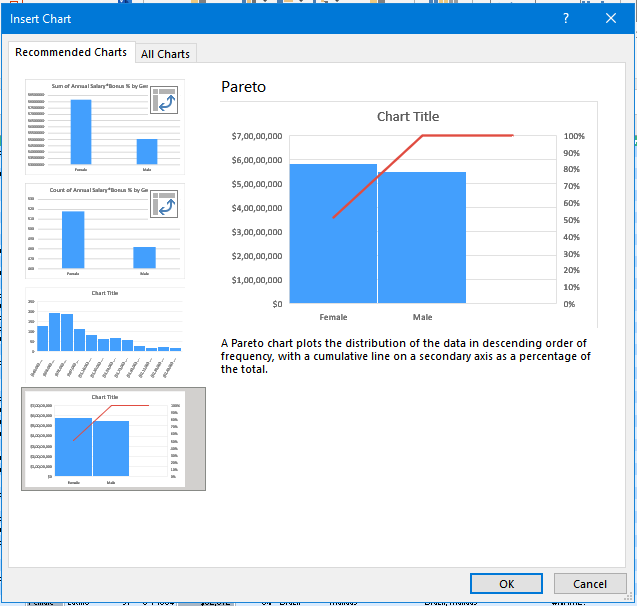 Insert Chart
?
Recommended Charts
All Charts
Sum of Annual Salary*Bonus % by Gen
Female
Male
Count of Annual Salary*Bonus % by Ge
Female
Male
Chart Title
Chart Title
Female
Male
Pareto
Chart Title
$7,00,00,000
$6,00,00,000
$5,00,00,000
$4,00,00,000
$3,00,00,000
$2,00,00,000
$1,00,00,000
$0
100%
90%
80%
70%
60%
50%
40%
30%
20%
10%
0%
Female
Male
A Pareto chart plots the distribution of the data in descending order of
frequency, with a cumulative line on a secondary axis as a percentage of
the total.
OK
Cancel